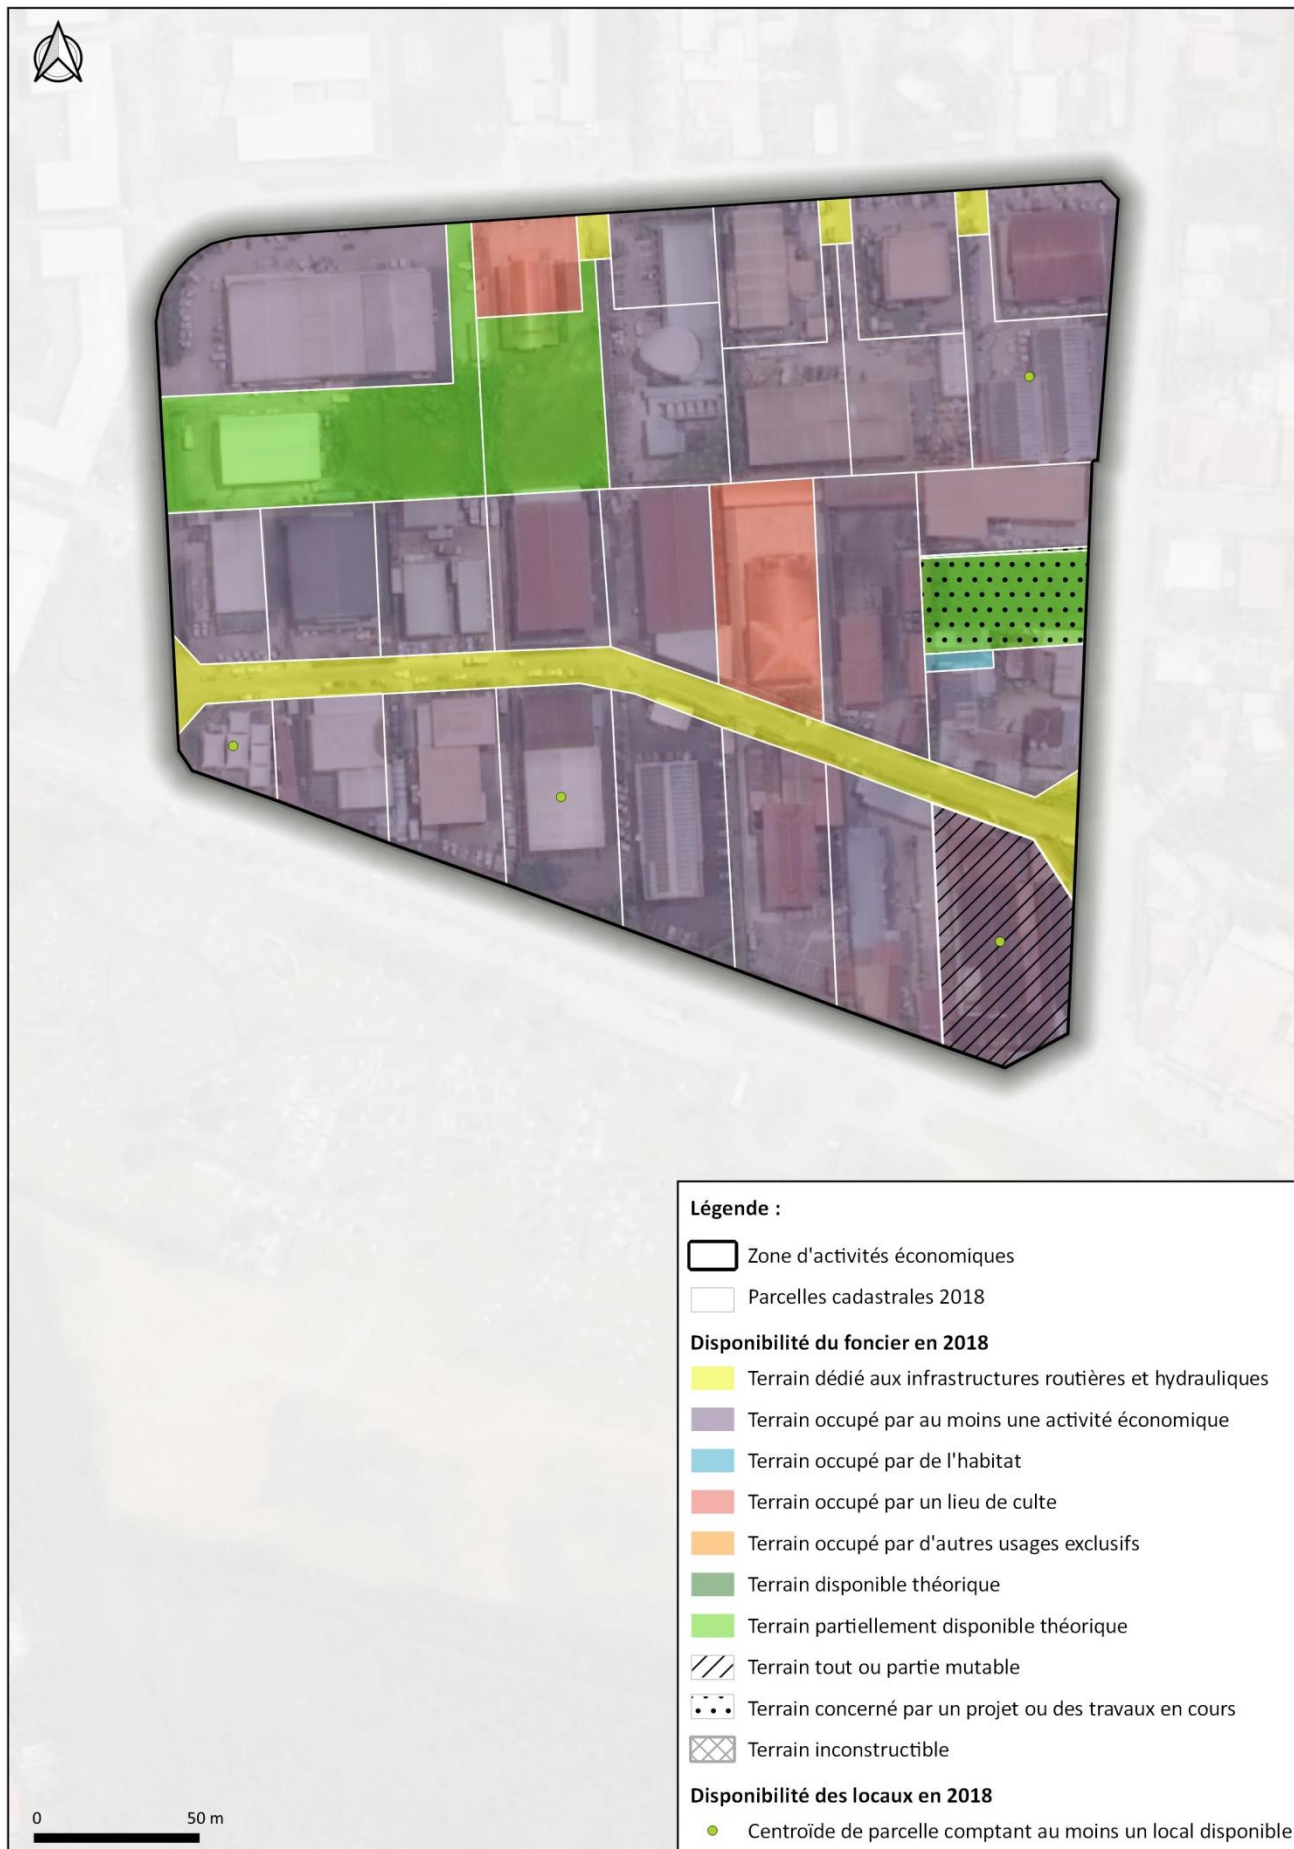 Légende :
Zone d'activités économiques
Parcelles cadastrales 2018
Disponibilité du foncier en 2018
Terrain dédié aux infrastructures routières et hydrauliques
Terrain occupé par au moins une activité économique
Terrain occupé par de l'habitat
Terrain occupé par un lieu de culte
Terrain occupé par d'autres usages exclusifs
Terrain disponible théorique
Terrain partiellement disponible théorique
Terrain tout ou partie mutable
Terrain concerné par un projet ou des travaux en cours
Terrain inconstructible
Disponibilité des locaux en 2018
Centroïde de parcelle comptant au moins un local disponible
0 50 m